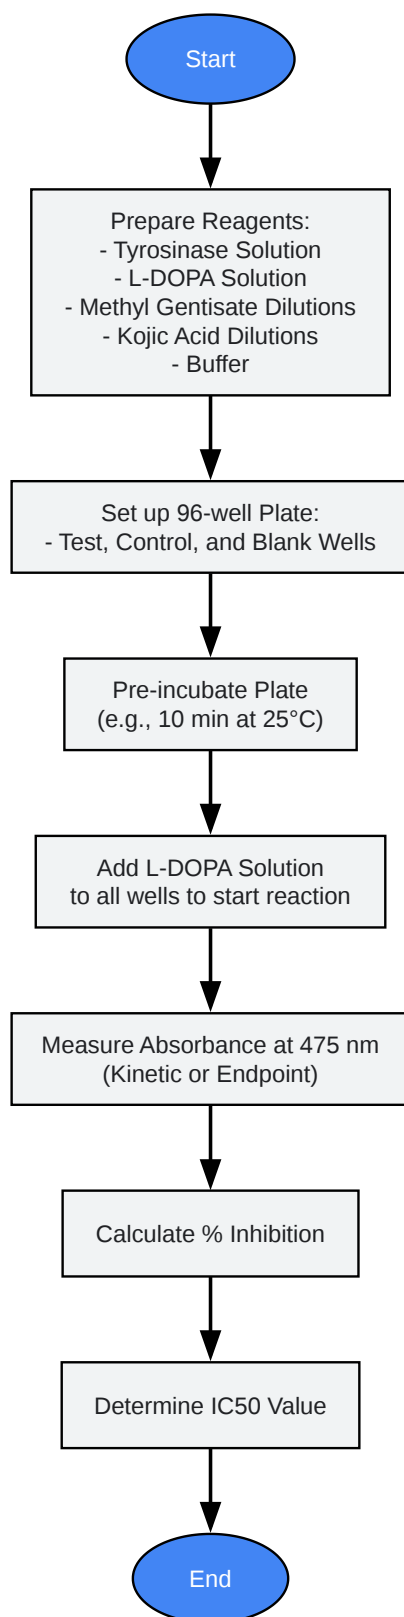 Start
Prepare Reagents:
- Tyrosinase Solution
- L-DOPA Solution
- Methyl Gentisate Dilutions
- Kojic Acid Dilutions
- Buffer
Set up 96-well Plate:
- Test, Control, and Blank Wells
Pre-incubate Plate
(e.g., 10 min at 25°C)
Add L-DOPA Solution
to all wells to start reaction
Measure Absorbance at 475 nm
(Kinetic or Endpoint)
Calculate % Inhibition
Determine IC50 Value
End